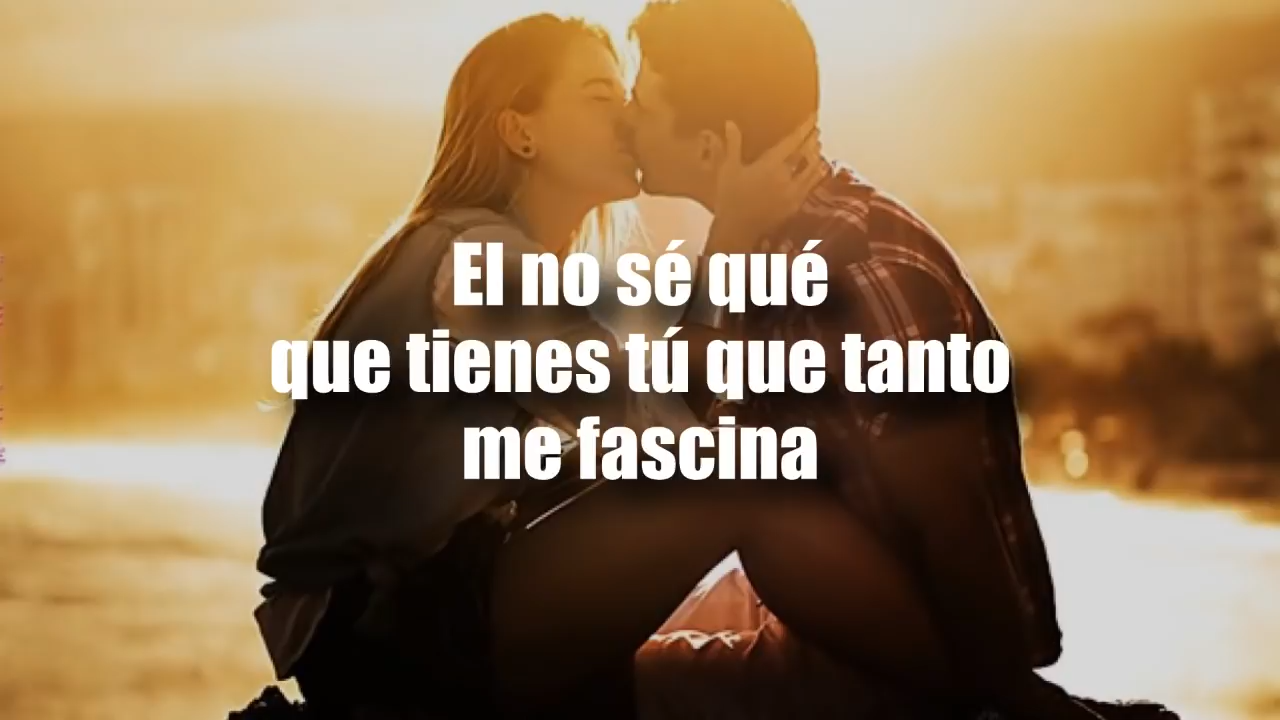 El no sé qué
que tienes tú que tanto
me fascina